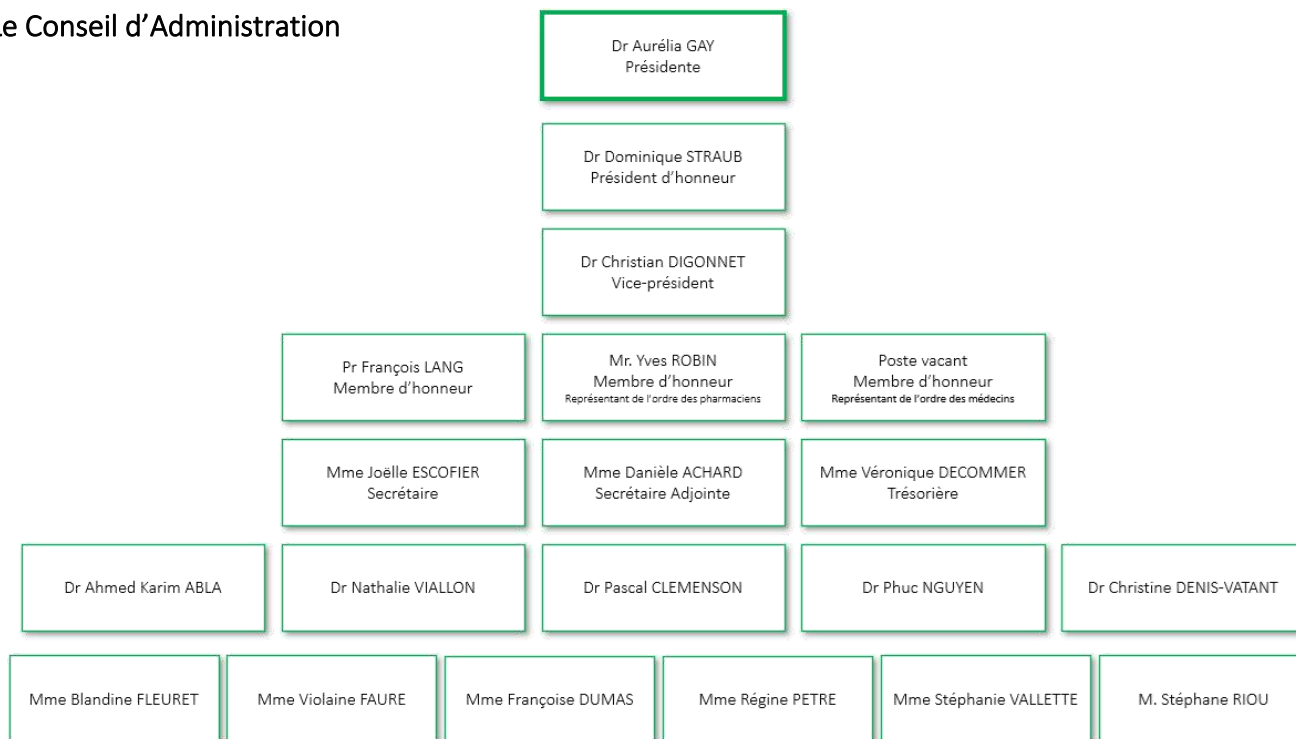 Le Conseil d'Administration
Dr Aurélia GAY
Présidente
Dr Dominique STRAUB
Président d'honneur
Dr Christian DIGONNET
Vice-président
Pr François LANG
Membre d'honneur
Mr. Yves ROBIN
Membre d'honneur
Représentant de l'ordre des pharmaciens
Poste vacant
Membre d'honneur
Représentant de l'ordre des médecins
Mme Joëlle ESCOFIER
Secrétaire
Mme Danièle ACHARD
Secrétaire Adjointe
Mme Véronique DECOMMER
Trésorière
Dr Ahmed Karim ABLA
Dr Nathalie VIALLON
Dr Pascal CLEMENSON
Dr Phuc NGUYEN
Dr Christine DENIS-VATANT
Mme Blandine FLEURET
Mme Violaine FAURE
Mme Françoise DUMAS
Mme Régine PETRE
Mme Stéphanie VALLETTE
M. Stéphane RIOU